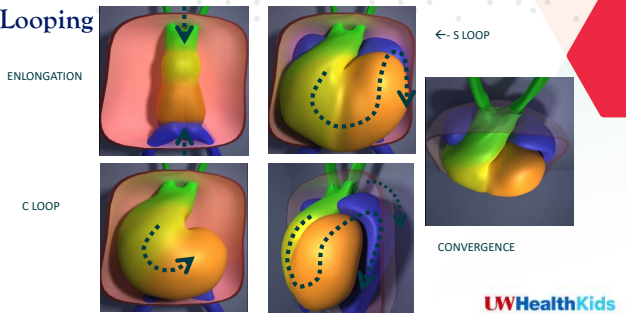 Looping
ENLONGATION
<- S LOOP
C LOOP
CONVERGENCE
UWHealthKids